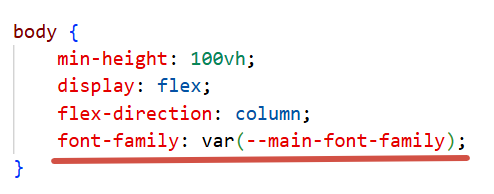 body {
min-height: 100vh;
display: flex;
flex-direction: column;
font-family: var(--main-font-family);
}